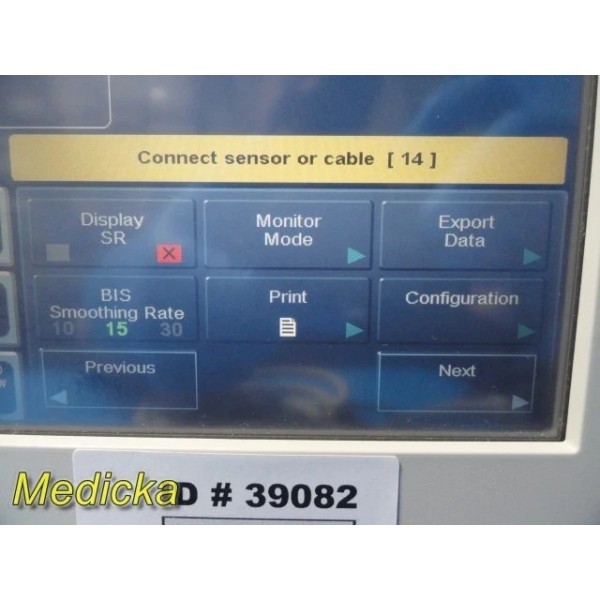 Connect sensor or cable [ 14 ]
Display
SR
Monitor
Mode
Export
Data
BIS
Smoothing Rate
10 15 30
Print
Configuration
Previous
Next
Medicka
D # 39082